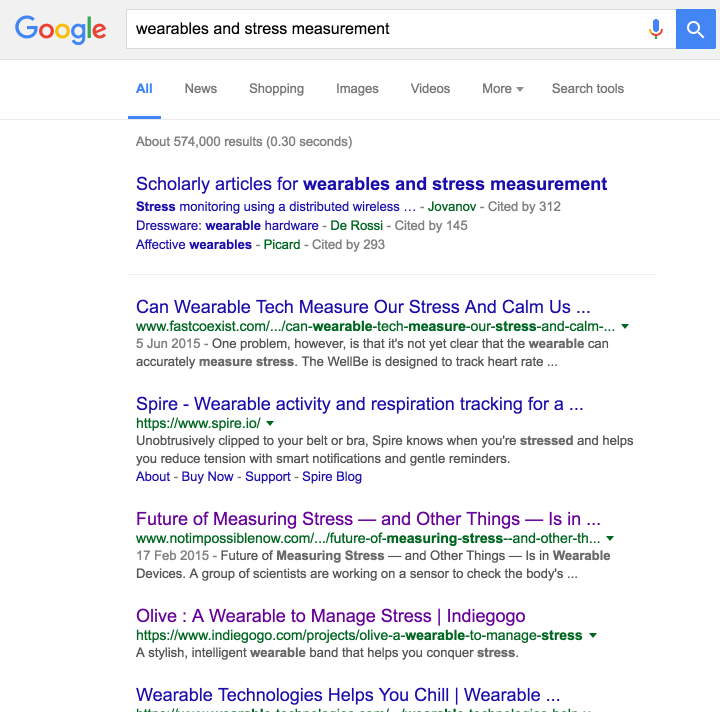 Google
wearables and stress measurement
All News Shopping Images Videos More Search tools
About 574,000 results (0.30 seconds)
Scholarly articles for wearables and stress measurement
Stress monitoring using a distributed wireless … - Jovanov - Cited by 312
Dressware: wearable hardware - De Rossi - Cited by 145
Affective wearables - Picard - Cited by 293
Can Wearable Tech Measure Our Stress And Calm Us ...
www.fastcoexist.com/.../can-wearable-tech-measure-our-stress-and-calm-...
5 Jun 2015 - One problem, however, is that it's not yet clear that the wearable can
accurately measure stress. The WellBe is designed to track heart rate ...
Spire - Wearable activity and respiration tracking for a ...
https://www.spire.io/
Unobtrusively clipped to your belt or bra, Spire knows when you're stressed and helps
you reduce tension with smart notifications and gentle reminders.
About - Buy Now - Support - Spire Blog
Future of Measuring Stress — and Other Things — Is in ...
www.notimpossiblenow.com/.../future-of-measuring-stress--and-other-th...
17 Feb 2015 - Future of Measuring Stress — and Other Things — Is in Wearable
Devices. A group of scientists are working on a sensor to check the body's ...
Olive : A Wearable to Manage Stress | Indiegogo
https://www.indiegogo.com/projects/olive-a-wearable-to-manage-stress
A stylish, intelligent wearable band that helps you conquer stress.
Wearable Technologies Helps You Chill | Wearable ...